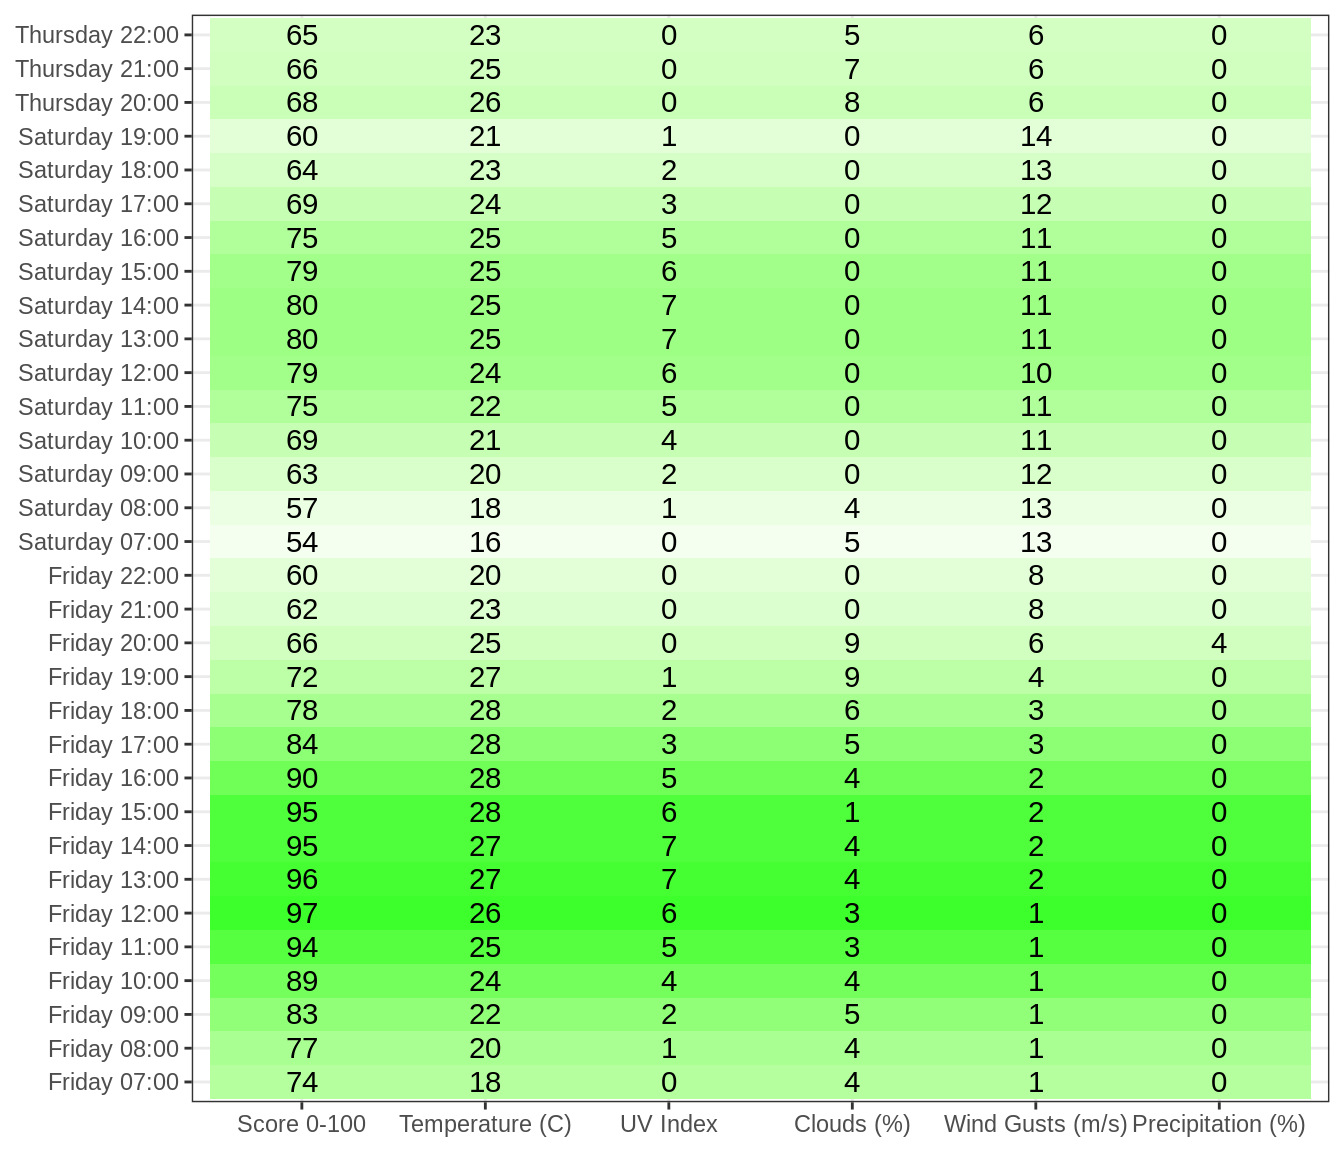 Thursday 22:00 65 23 0 5 6 0
Thursday 21:00 66 25 0 7 6 0
Thursday 20:00 68 26 0 8 6 0
Saturday 19:00 60 21 1 0 14 0
Saturday 18:00 64 23 2 0 13 0
Saturday 17:00 69 24 3 0 12 0
Saturday 16:00 75 25 5 0 11 0
Saturday 15:00 79 25 6 0 11 0
Saturday 14:00 80 25 7 0 11 0
Saturday 13:00 80 25 7 0 11 0
Saturday 12:00 79 24 6 0 10 0
Saturday 11:00 75 22 5 0 11 0
Saturday 10:00 69 21 4 0 11 0
Saturday 09:00 63 20 2 0 12 0
Saturday 08:00 57 18 1 4 13 0
Saturday 07:00 54 16 0 5 13 0
Friday 22:00 60 20 0 0 8 0
Friday 21:00 62 23 0 0 8 0
Friday 20:00 66 25 0 9 6 4
Friday 19:00 72 27 1 9 4 0
Friday 18:00 78 28 2 6 3 0
Friday 17:00 84 28 3 5 3 0
Friday 16:00 90 28 5 4 2 0
Friday 15:00 95 28 6 1 2 0
Friday 14:00 95 27 7 4 2 0
Friday 13:00 96 27 7 4 2 0
Friday 12:00 97 26 6 3 1 0
Friday 11:00 94 25 5 3 1 0
Friday 10:00 89 24 4 4 1 0
Friday 09:00 83 22 2 5 1 0
Friday 08:00 77 20 1 4 1 0
Friday 07:00 74 18 0 4 1 0
Score 0-100 Temperature (C) UV Index Clouds (%) Wind Gusts (m/s) Precipitation (%)